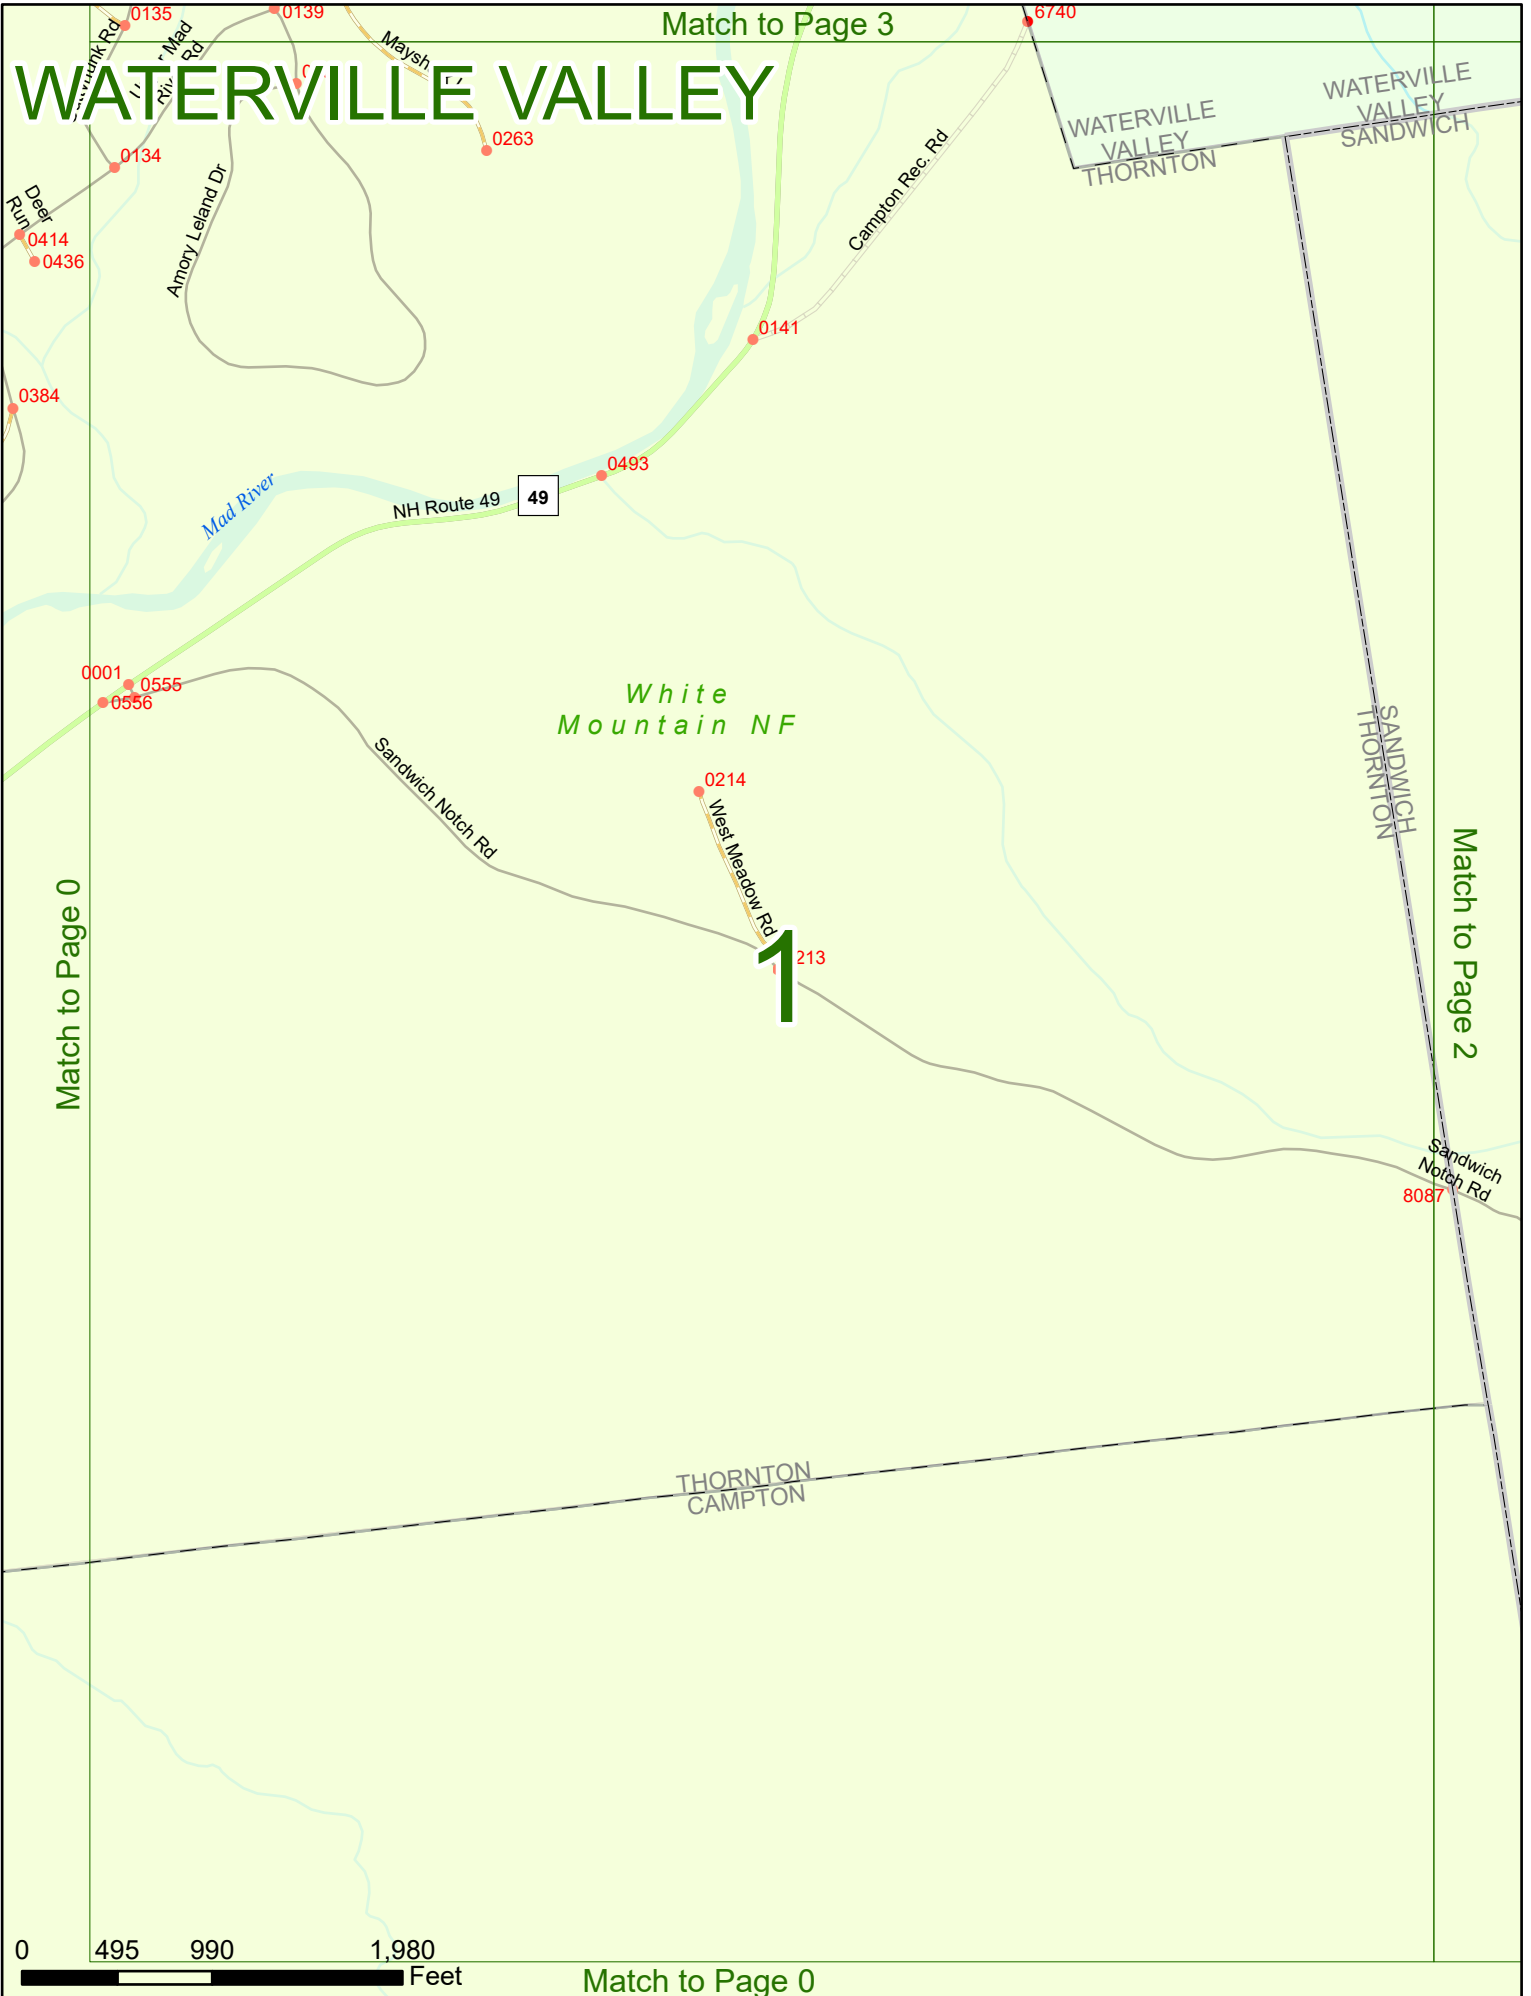 Match to Page 3
WATERVILLE VALLEY
0135
0139
6740
Rd
Mad
Rd
0263
0134
Deer
Run
0414
0436
Amory Leland Dr
Campton Rec. Rd
WATERVILLE
VALLEY
THORNTON
WATERVILLE
VALLEY
SANDWICH
0141
0384
0493
Mad River
NH Route 49
49
0001
0555
0556
White
Mountain NF
Sandwich Notch Rd
0214
West Meadow Rd
1
213
SANDWICH
THORNTON
Match to Page 0
Match to Page 2
Sandwich
Notch Rd
8087
THORNTON
CAMPTON
0 495 990 1,980
Feet
Match to Page 0